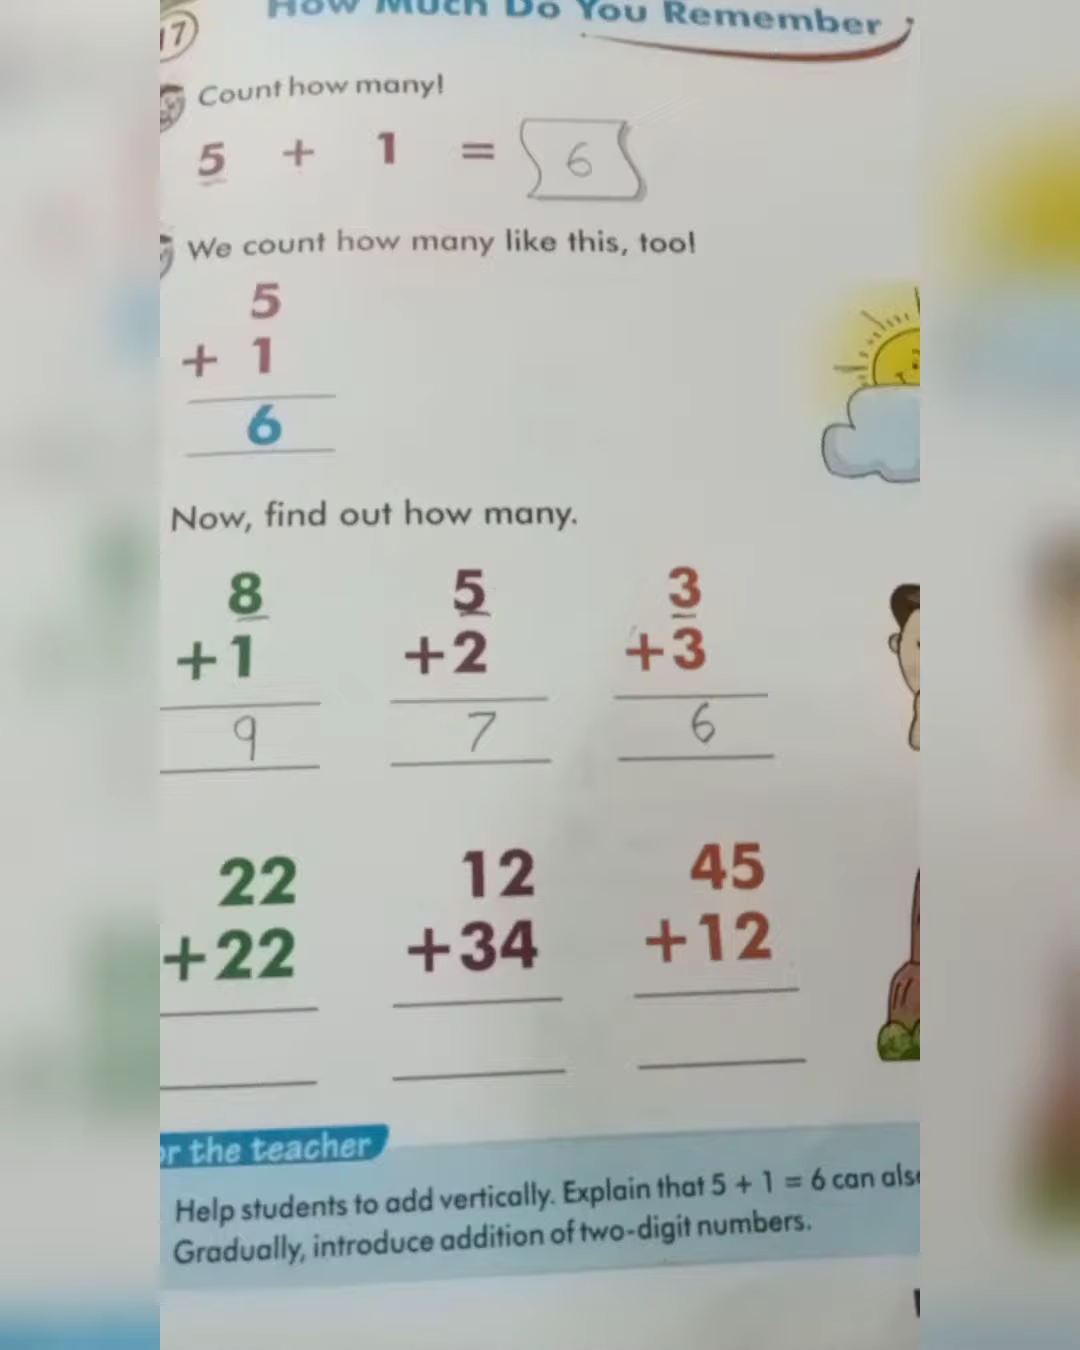 17
How Much Do You Remember
Count how many!
5 + 1 = 6
We count how many like this, too!
5
+ 1
6
Now, find out how many.
8 5 3
+1 +2 +3
9 7 6
22 12 45
+22 +34 +12
or the teacher
Help students to add vertically. Explain that 5 + 1 = 6 can als
Gradually, introduce addition of two-digit numbers.